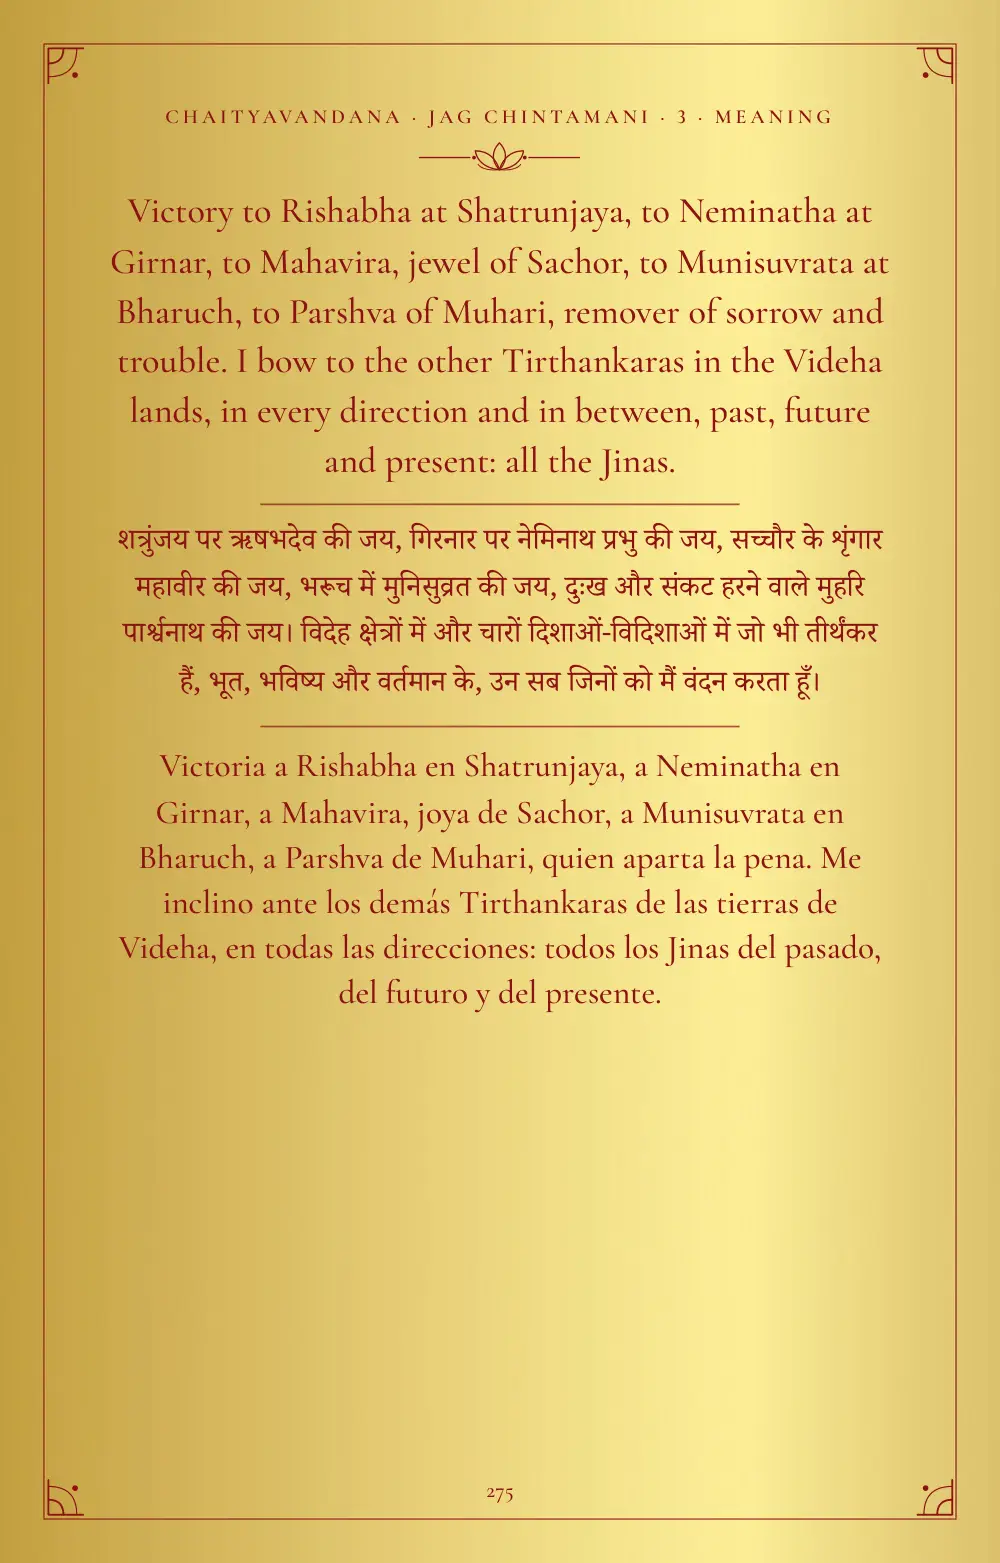 CHAITYAVANDANA · JAG CHINTAMANI · 3 · MEANING
Victory to Rishabha at Shatrunjaya, to Neminatha at
Girnar, to Mahavira, jewel of Sachor, to Munisuvrata at
Bharuch, to Parshva of Muhari, remover of sorrow and
trouble. I bow to the other Tirthankaras in the Videha
lands, in every direction and in between, past, future
and present: all the Jinas.
शत्रुंजय पर ऋषभदेव की जय, गिरनार पर नेमिनाथ प्रभु की जय, सच्चौर के शृंगार
महावीर की जय, भरूच में मुनिसुव्रत की जय, दुःख और संकट हरने वाले मुहरि
पार्श्वनाथ की जय। विदेह क्षेत्रों में और चारों दिशाओं-विदिशाओं में जो भी तीर्थंकर
हैं, भूत, भविष्य और वर्तमान के, उन सब जिनों को मैं वंदन करता हूँ।
Victoria a Rishabha en Shatrunjaya, a Neminatha en
Girnar, a Mahavira, joya de Sachor, a Munisuvrata en
Bharuch, a Parshva de Muhari, quien aparta la pena. Me
inclino ante los demás Tirthankaras de las tierras de
Videha, en todas las direcciones: todos los Jinas del pasado,
del futuro y del presente.
275